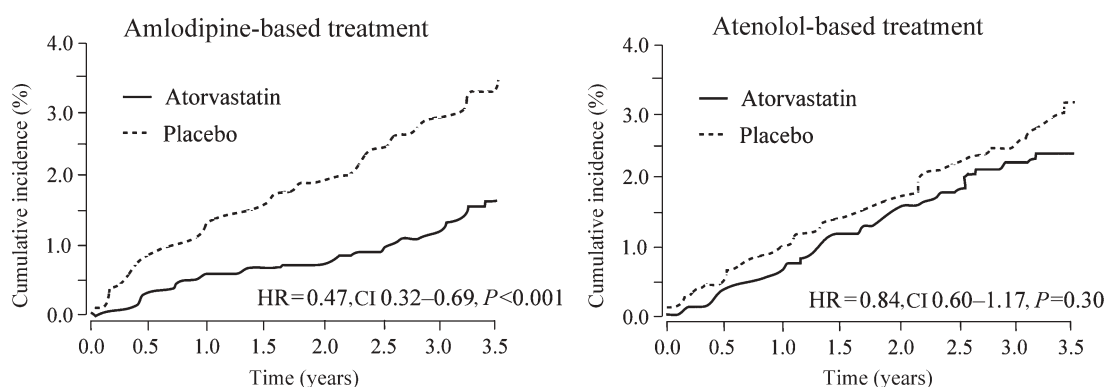 Amlodipine-based treatment
Cumulative incidence (%)
4.0
3.0
2.0
1.0
0.0
Atorvastatin
Placebo
HR=0.47,CI 0.32–0.69, P<0.001
0.0 0.5 1.0 1.5 2.0 2.5 3.0 3.5
Time (years)
Atenolol-based treatment
Cumulative incidence (%)
4.0
3.0
2.0
1.0
0.0
Atorvastatin
Placebo
HR=0.84,CI 0.60–1.17, P=0.30
0.0 0.5 1.0 1.5 2.0 2.5 3.0 3.5
Time (years)